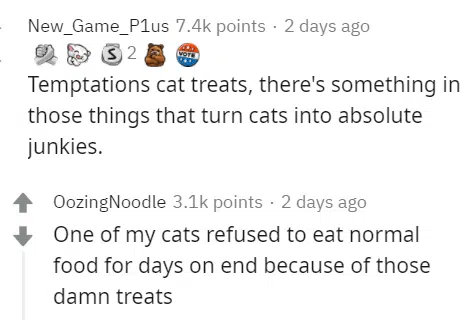 New_Game_P1us 7.4k points · 2 days ago
VOTE
S 2
Temptations cat treats, there's something in
those things that turn cats into absolute
junkies.
OozingNoodle 3.1k points · 2 days ago
One of my cats refused to eat normal
food for days on end because of those
damn treats